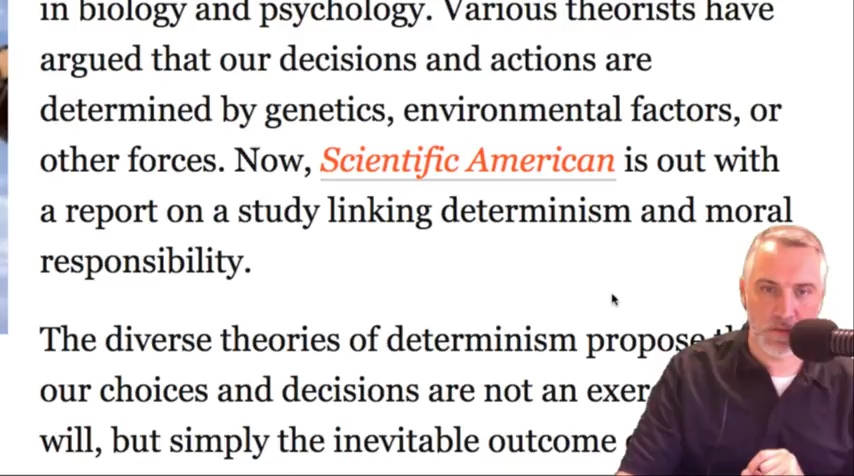 in biology and psychology. Various theorists have
argued that our decisions and actions are
determined by genetics, environmental factors, or
other forces. Now, Scientific American is out with
a report on a study linking determinism and moral
responsibility.
The diverse theories of determinism propose
our choices and decisions are not an
will, but simply the inevitable outcome